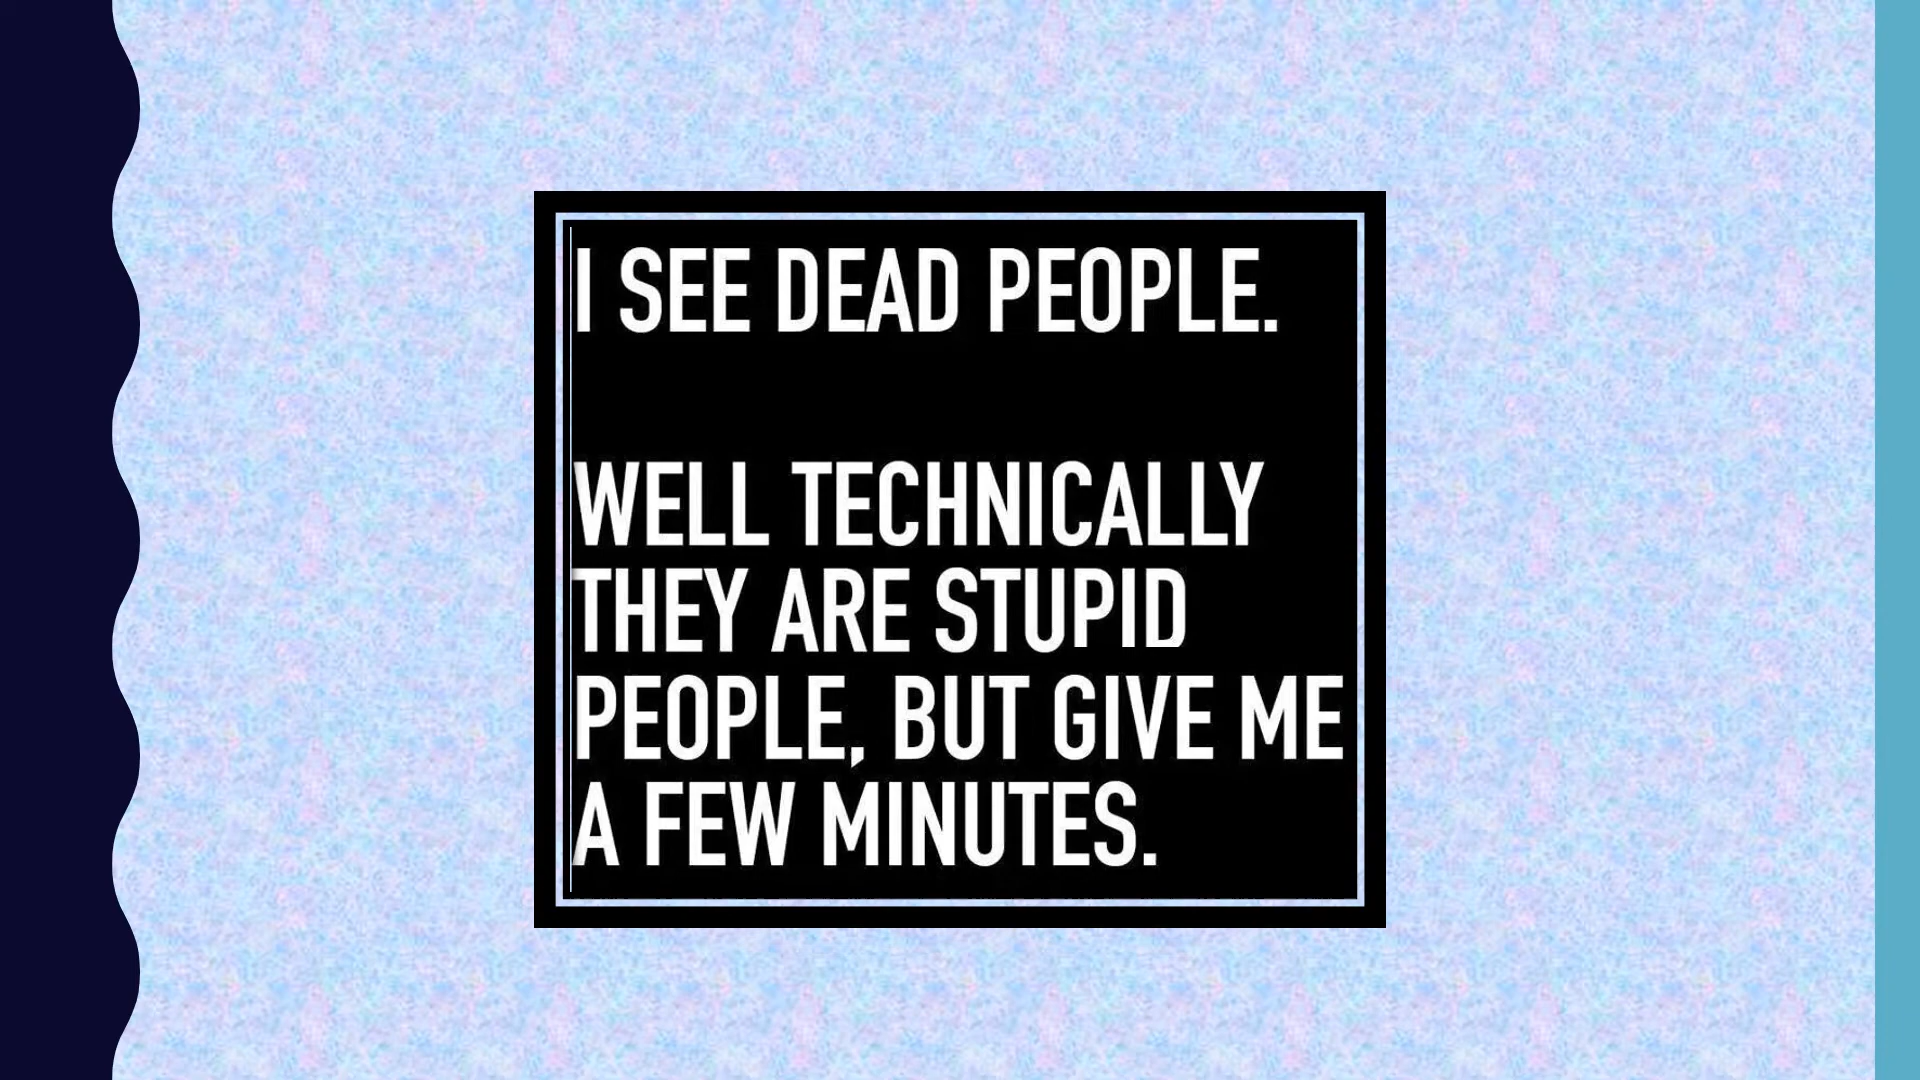 I SEE DEAD PEOPLE.
WELL TECHNICALLY
THEY ARE STUPID
PEOPLE, BUT GIVE ME
A FEW MINUTES.